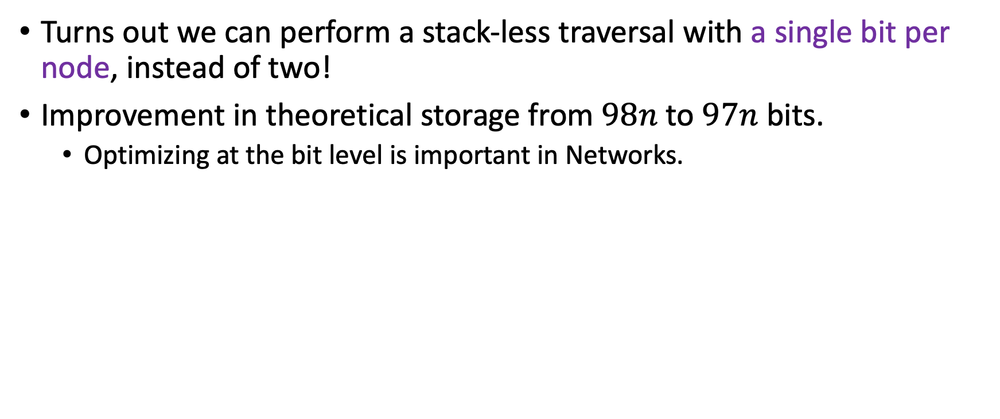 • Turns out we can perform a stack-less traversal with a single bit per
node, instead of two!
• Improvement in theoretical storage from 98n to 97n bits.
• Optimizing at the bit level is important in Networks.